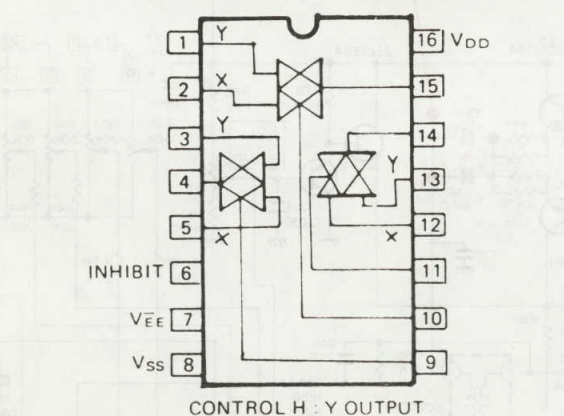 1 Y 16 VDD
2 X 15
3 Y 14
4 Y 13
5 X X 12
INHIBIT 6 11
VEE 7 10
VSS 8 9
CONTROL H : Y OUTPUT